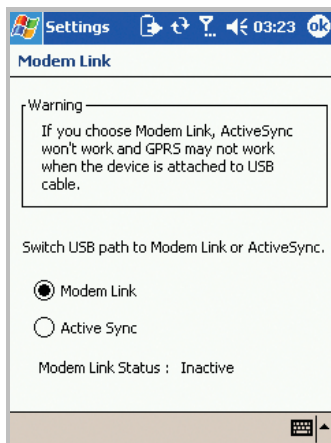 Settings 03:23 ok
Modem Link
Warning
If you choose Modem Link, ActiveSync
won't work and GPRS may not work
when the device is attached to USB
cable.
Switch USB path to Modem Link or ActiveSync.
Modem Link
Active Sync
Modem Link Status : Inactive